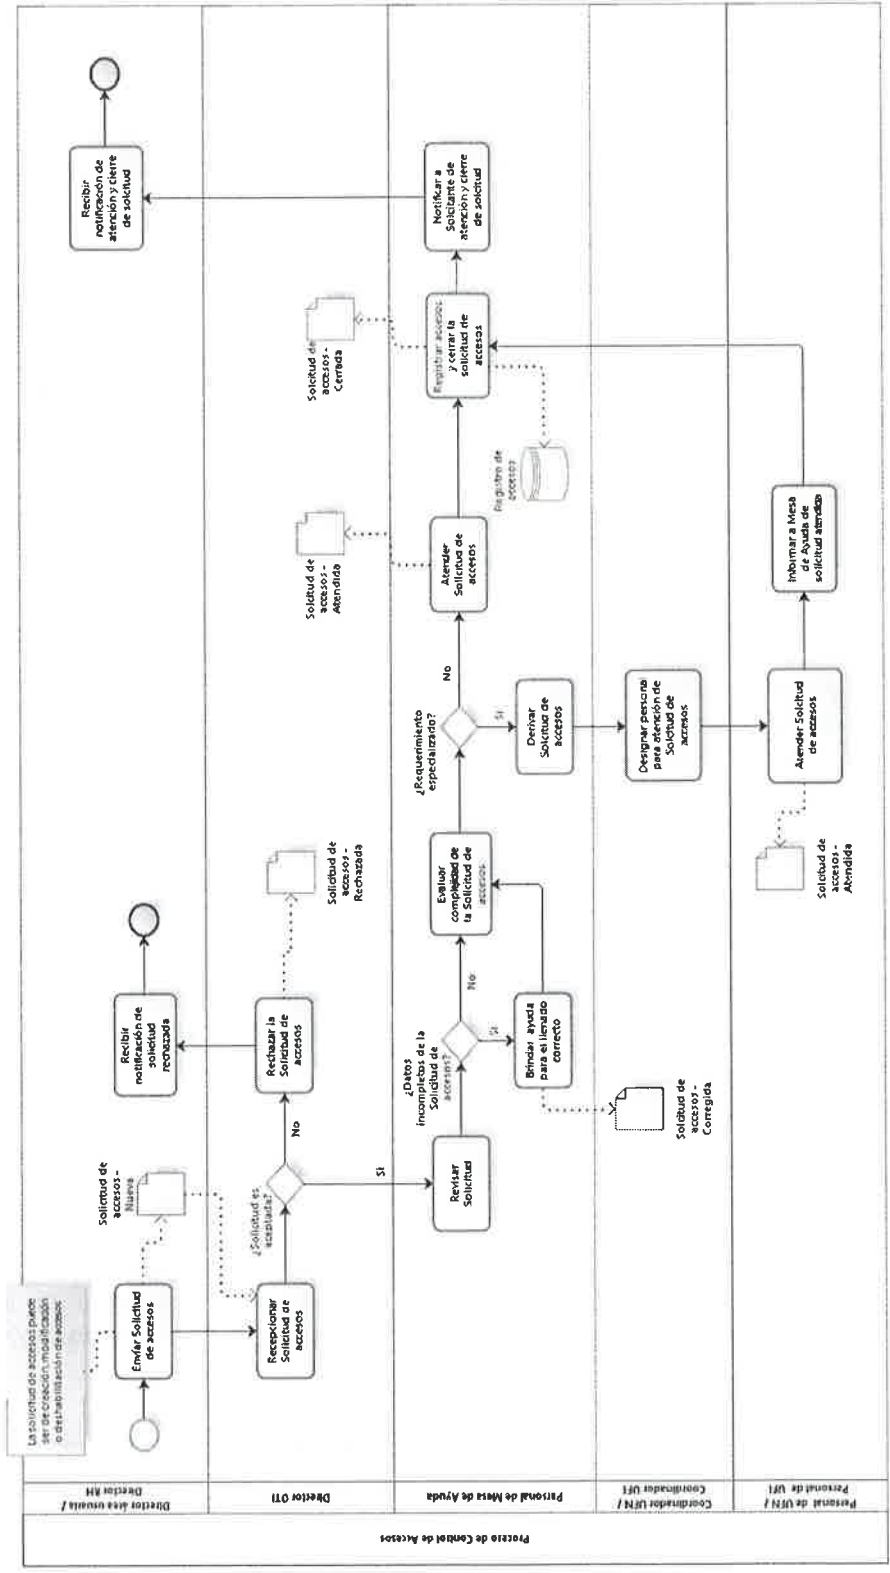 Proceso de Control de Accesos
Director área usuaria /
Director RH
Director OTI
Personal de Mesa de Ayuda
Coordinador UFN /
Coordinador UFI
Personal de UFN /
Personal de UFI
La solicitud de accesos puede
ser de creación, modificación
o deshabilitación de accesos
Enviar Solicitud
de accesos
Solicitud de
accesos -
Nueva
Recibir
notificación de
solicitud
rechazada
Recibir
notificación de
atención y cierre
de solicitud
Recepcionar
Solicitud de
accesos
¿Solicitud es
aceptada?
No
Si
Rechazar la
Solicitud de
accesos
Solicitud de
accesos -
Rechazada
Solicitud de
accesos -
Atendida
Solicitud de
accesos -
Cerrada
Revisar
Solicitud
¿Datos
incompletos de la
Solicitud de
accesos?
No
Si
Brindar ayuda
para el llenado
correcto
Solicitud de
accesos -
Corregida
Evaluar
complejidad de
la Solicitud de
accesos
¿Requerimiento
especializado?
No
Si
Derivar
Solicitud de
accesos
Atender
Solicitud de
accesos
Registro de
accesos
Registrar accesos
y cerrar la
solicitud de
accesos
Notificar a
Solicitante de
atención y cierre
de solicitud
Designar personal
para atención de
Solicitud de
accesos
Atender Solicitud
de accesos
Solicitud de
accesos -
Atendida
Informar a Mesa
de Ayuda de
solicitud atendida